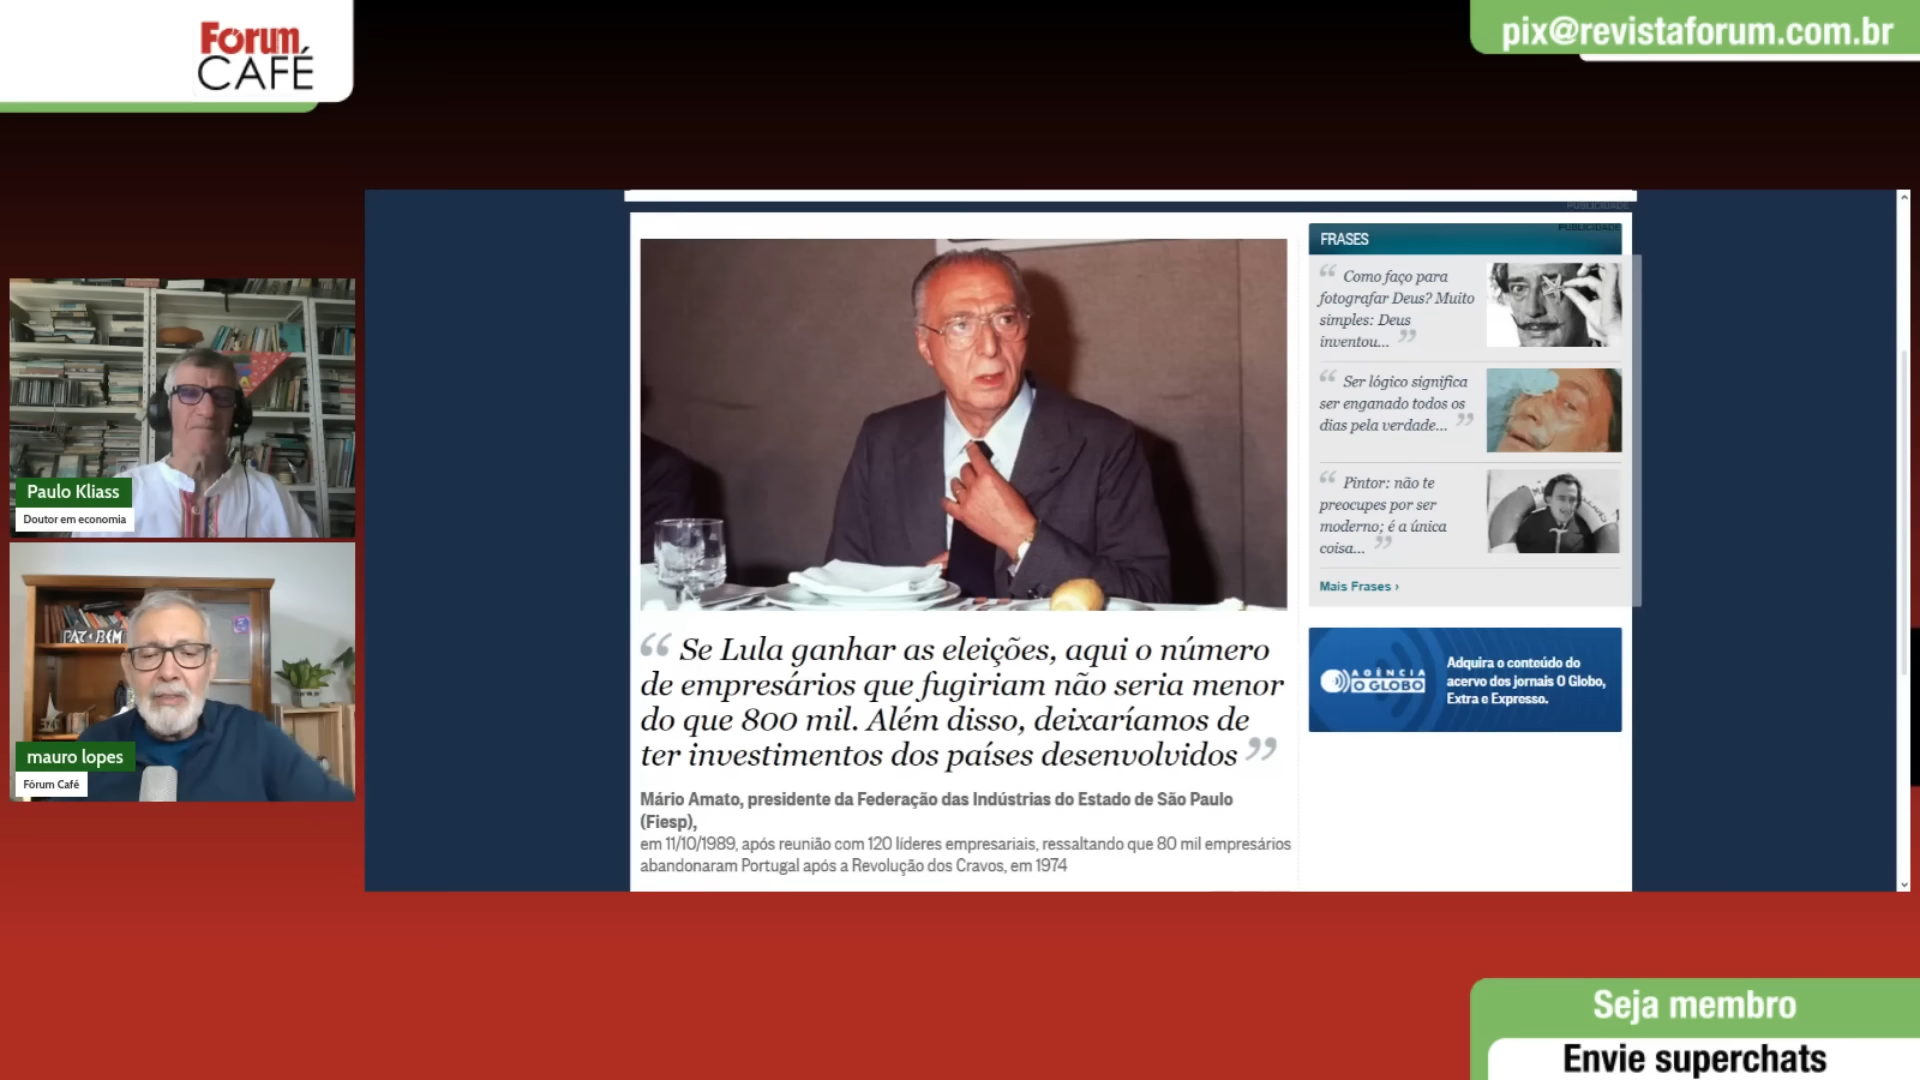 Fórum
CAFÉ
pix@revistaforum.com.br
Paulo Kliass
Doutor em economia
PAZ E BEM
mauro lopes
Fórum Café
PUBLICIDADE
“ Se Lula ganhar as eleições, aqui o número
de empresários que fugiriam não seria menor
do que 800 mil. Além disso, deixaríamos de
ter investimentos dos países desenvolvidos ”
Mário Amato, presidente da Federação das Indústrias do Estado de São Paulo
(Fiesp),
em 11/10/1989, após reunião com 120 líderes empresariais, ressaltando que 80 mil empresários
abandonaram Portugal após a Revolução dos Cravos, em 1974
FRASES
PUBLICIDADE
“ Como faço para
fotografar Deus? Muito
simples: Deus
inventou... ”
“ Ser lógico significa
ser enganado todos os
dias pela verdade... ”
“ Pintor: não te
preocupes por ser
moderno; é a única
coisa... ”
Mais Frases ›
AGÊNCIA
O GLOBO
Adquira o conteúdo do
acervo dos jornais O Globo,
Extra e Expresso.
Seja membro
Envie superchats